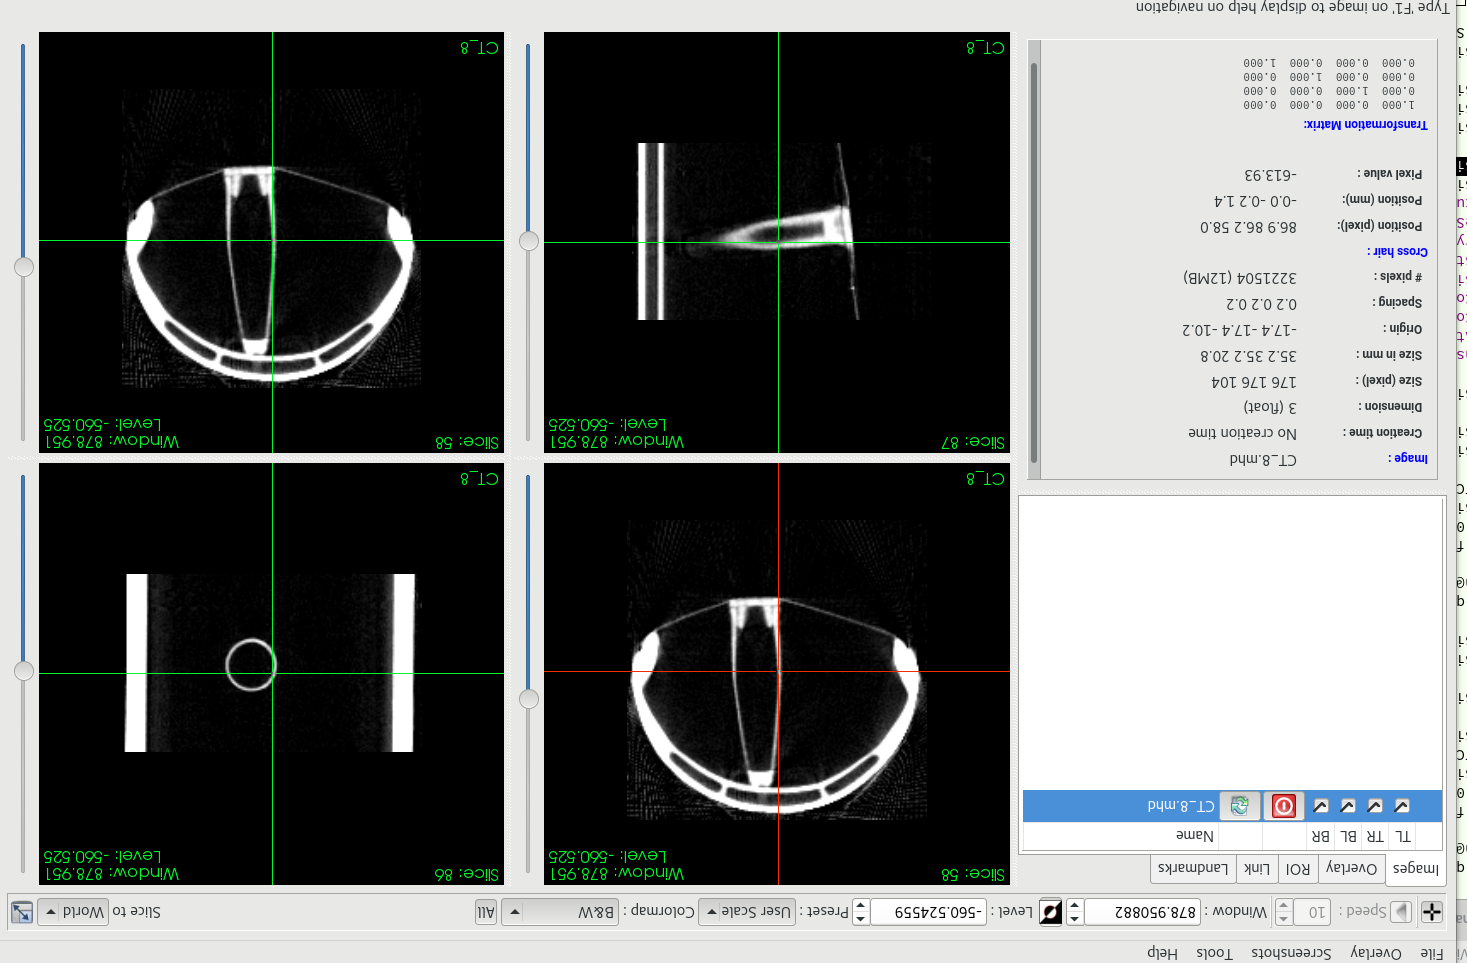 File Overlay Screenshots Tools Help
Speed : 10 Window : 878.950882 Level : -560.524559 Preset : User Scale Colormap : B&W All Slice to World
Images Overlay ROI Link Landmarks
TL TR BL BR Name
CT_8.mhd
Image : CT_8.mhd
Creation time : No creation time
Dimension : 3 (float)
Size (pixel) : 176 176 104
Size in mm : 35.2 35.2 20.8
Origin : -17.4 -17.4 -10.2
Spacing : 0.2 0.2 0.2
# pixels : 3221504 (12MB)
Cross hair :
Position (pixel): 86.9 86.2 58.0
Position (mm): -0.0 -0.2 1.4
Pixel value : -613.93
Transformation Matrix:
1.000 0.000 0.000 0.000
0.000 1.000 0.000 0.000
0.000 0.000 1.000 0.000
0.000 0.000 0.000 1.000
Type 'F1' on image to display help on navigation
Slice: 58
Window: 878.951
Level: -560.525
CT_8
Slice: 86
Window: 878.951
Level: -560.525
CT_8
Slice: 87
Window: 878.951
Level: -560.525
CT_8
Slice: 58
Window: 878.951
Level: -560.525
CT_8